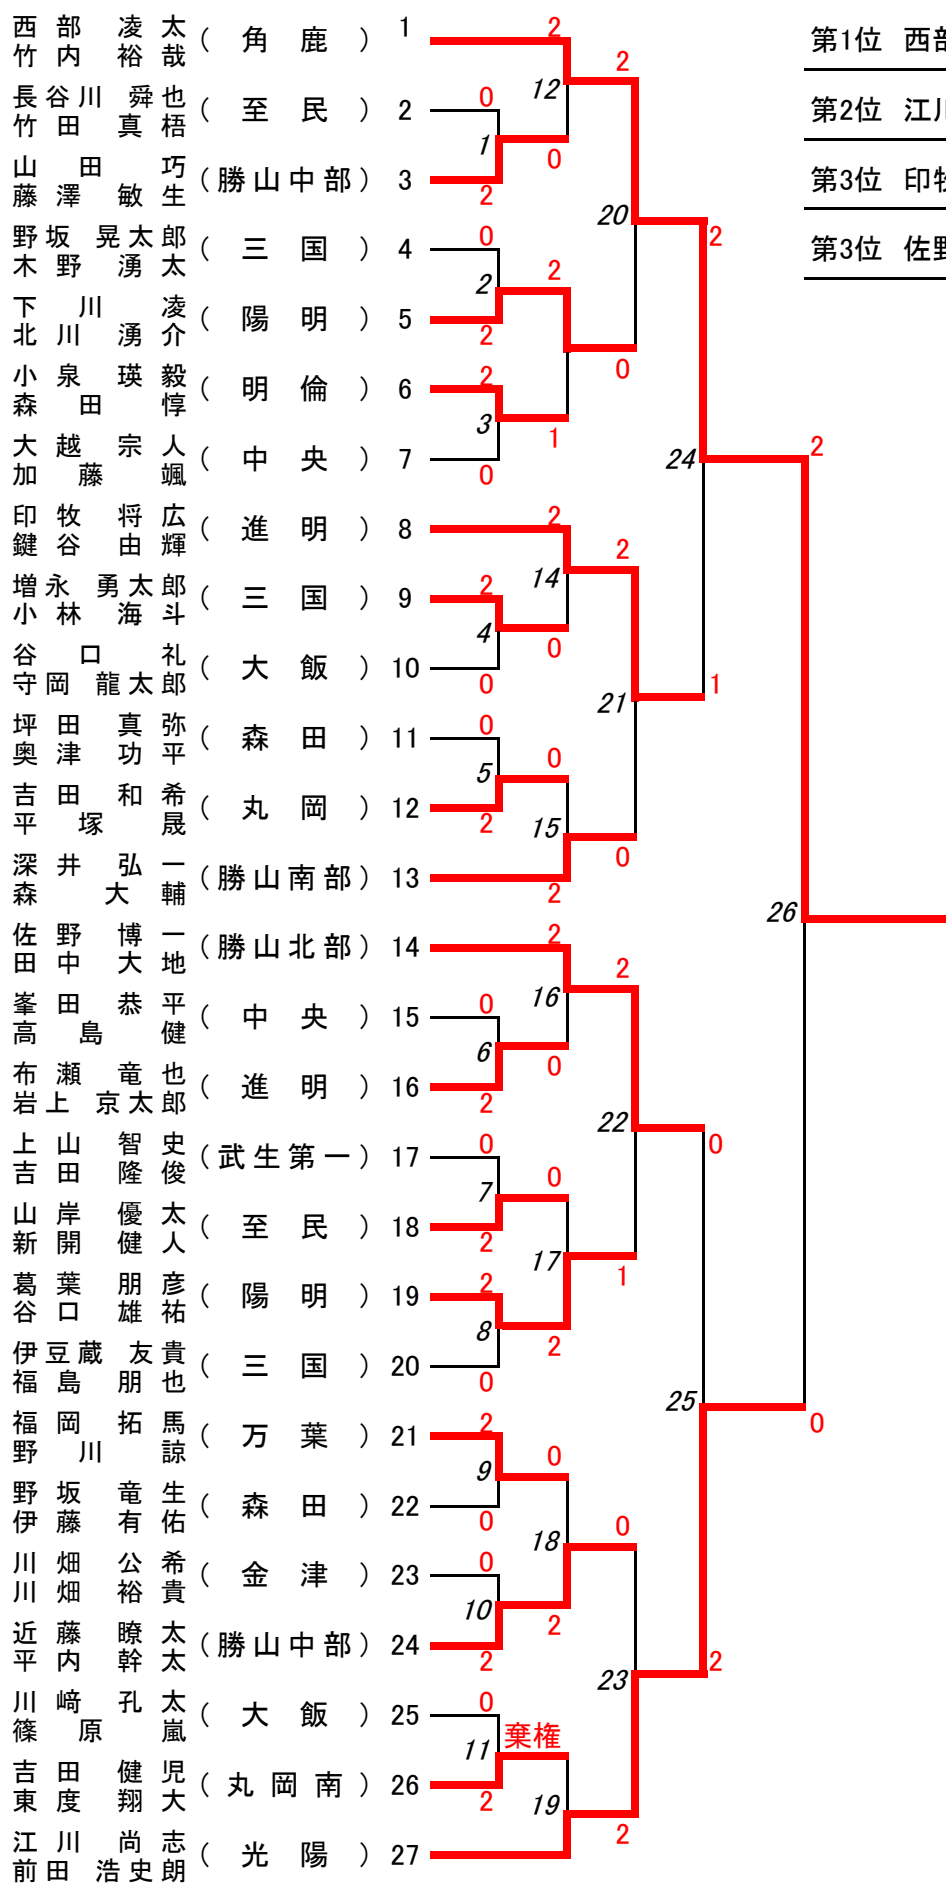 西部 凌太
竹内 裕哉
( 角鹿 ) 1
長谷川 舜也
竹田 真梧
( 至民 ) 2
山田 巧
藤澤 敏生
( 勝山中部 ) 3
野坂 晃太郎
木野 湧太
( 三国 ) 4
下川 凌
北川 湧介
( 陽明 ) 5
小泉 瑛毅
森田 惇
( 明倫 ) 6
大越 宗人
加藤 颯
( 中央 ) 7
印牧 将広
鍵谷 由輝
( 進明 ) 8
増永 勇太郎
小林 海斗
( 三国 ) 9
谷口 礼
守岡 龍太郎
( 大飯 ) 10
坪田 真弥
奥津 功平
( 森田 ) 11
吉田 和希
平塚 晟
( 丸岡 ) 12
深井 弘一
森 大輔
( 勝山南部 ) 13
佐野 博一
田中 大地
( 勝山北部 ) 14
峯田 恭平
高島 健
( 中央 ) 15
布瀬 竜也
岩上 京太郎
( 進明 ) 16
上山 智史
吉田 隆俊
( 武生第一 ) 17
山岸 優太
新開 健人
( 至民 ) 18
葛葉 朋彦
谷口 雄祐
( 陽明 ) 19
伊豆蔵 友貴
福島 朋也
( 三国 ) 20
福岡 拓馬
野川 諒
( 万葉 ) 21
野坂 竜生
伊藤 有佑
( 森田 ) 22
川畑 公希
川畑 裕貴
( 金津 ) 23
近藤 瞭太
平内 幹太
( 勝山中部 ) 24
川﨑 孔太
篠原 嵐
( 大飯 ) 25
吉田 健児
東度 翔大
( 丸岡南 ) 26
江川 尚志
前田 浩史朗
( 光陽 ) 27
0
1
2
0
2
2
2
3
0
2
4
0
0
5
2
0
6
2
0
7
2
2
8
0
2
9
0
0
10
2
0
11
2
2
12
0
2
1
2
14
0
0
15
2
2
16
0
0
17
2
0
18
2
棄権
19
2
20
0
2
21
0
2
22
1
0
23
2
2
24
1
0
25
2
2
26
0
第1位 西部
第2位 江川
第3位 印牧
第3位 佐野